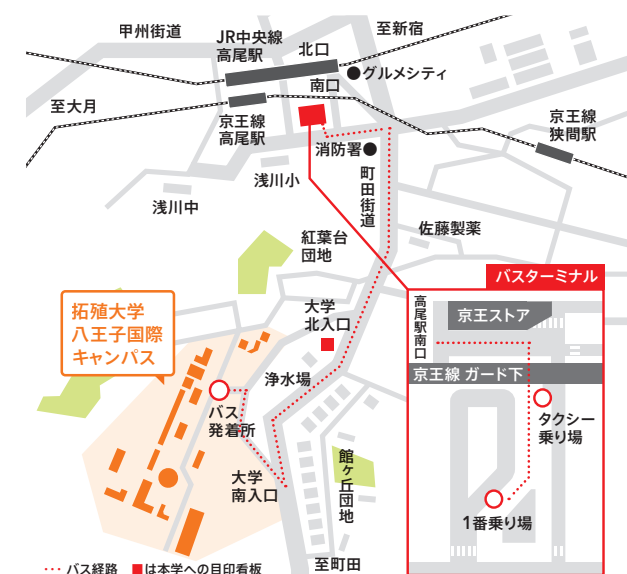 甲州街道
JR中央線
高尾駅
北口
至新宿
南口
グルメシティ
至大月
京王線
高尾駅
京王線
狭間駅
消防署
浅川小
町田街道
浅川中
佐藤製薬
紅葉台
団地
バスターミナル
拓殖大学
八王子国際
キャンパス
大学
北入口
高尾駅南口
京王ストア
京王線 ガード下
浄水場
バス
発着所
タクシー
乗り場
館ヶ丘団地
大学
南入口
1番乗り場
至町田
バス経路 ■は本学への目印看板